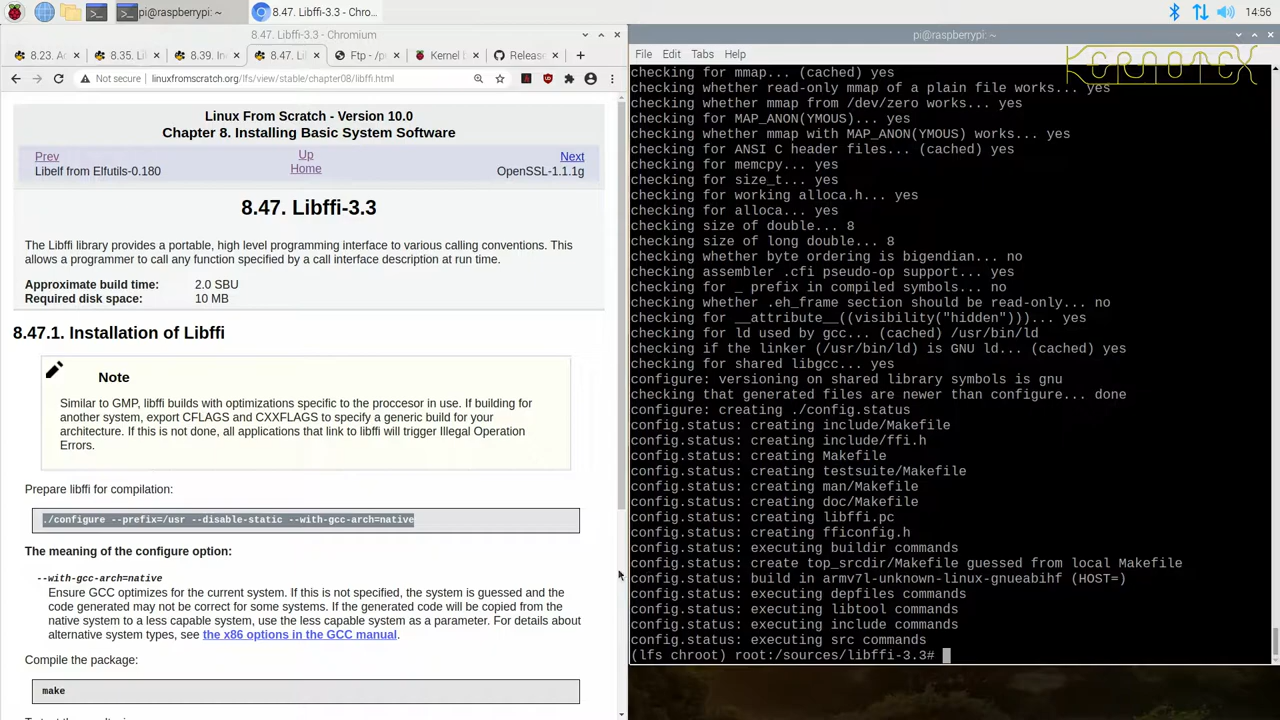 pi@raspberrypi: ~
8.47. Libffi-3.3 - Chro...
14:56
8.47. Libffi-3.3 - Chromium
8.23. Ac
8.35. Lil
8.39. Ind
8.47. Li
Ftp - /pu
Kernel b
Release
Not secure | linuxfromscratch.org/lfs/view/stable/chapter08/libffi.html
Linux From Scratch - Version 10.0
Chapter 8. Installing Basic System Software
Prev
Up
Next
Libelf from Elfutils-0.180
Home
OpenSSL-1.1.1g
8.47. Libffi-3.3
The Libffi library provides a portable, high level programming interface to various calling conventions. This
allows a programmer to call any function specified by a call interface description at run time.
Approximate build time: 2.0 SBU
Required disk space: 10 MB
8.47.1. Installation of Libffi
Note
Similar to GMP, libffi builds with optimizations specific to the proccesor in use. If building for
another system, export CFLAGS and CXXFLAGS to specify a generic build for your
architecture. If this is not done, all applications that link to libffi will trigger Illegal Operation
Errors.
Prepare libffi for compilation:
./configure --prefix=/usr --disable-static --with-gcc-arch=native
The meaning of the configure option:
--with-gcc-arch=native
Ensure GCC optimizes for the current system. If this is not specified, the system is guessed and the
code generated may not be correct for some systems. If the generated code will be copied from the
native system to a less capable system, use the less capable system as a parameter. For details about
alternative system types, see the x86 options in the GCC manual.
Compile the package:
make
pi@raspberrypi: ~
File Edit Tabs Help
checking for mmap... (cached) yes
checking whether read-only mmap of a plain file works... yes
checking whether mmap from /dev/zero works... yes
checking for MAP_ANON(YMOUS)... yes
checking whether mmap with MAP_ANON(YMOUS) works... yes
checking for ANSI C header files... (cached) yes
checking for memcpy... yes
checking for size_t... yes
checking for working alloca.h... yes
checking for alloca... yes
checking size of double... 8
checking size of long double... 8
checking whether byte ordering is bigendian... no
checking assembler .cfi pseudo-op support... yes
checking for _ prefix in compiled symbols... no
checking whether .eh_frame section should be read-only... no
checking for __attribute__((visibility("hidden")))... yes
checking for ld used by gcc... (cached) /usr/bin/ld
checking if the linker (/usr/bin/ld) is GNU ld... (cached) yes
checking for shared libgcc... yes
configure: versioning on shared library symbols is gnu
checking that generated files are newer than configure... done
configure: creating ./config.status
config.status: creating include/Makefile
config.status: creating include/ffi.h
config.status: creating Makefile
config.status: creating testsuite/Makefile
config.status: creating man/Makefile
config.status: creating doc/Makefile
config.status: creating libffi.pc
config.status: creating fficonfig.h
config.status: executing buildir commands
config.status: create top_srcdir/Makefile guessed from local Makefile
config.status: build in armv7l-unknown-linux-gnueabihf (HOST=)
config.status: executing depfiles commands
config.status: executing libtool commands
config.status: executing include commands
config.status: executing src commands
(lfs chroot) root:/sources/libffi-3.3#